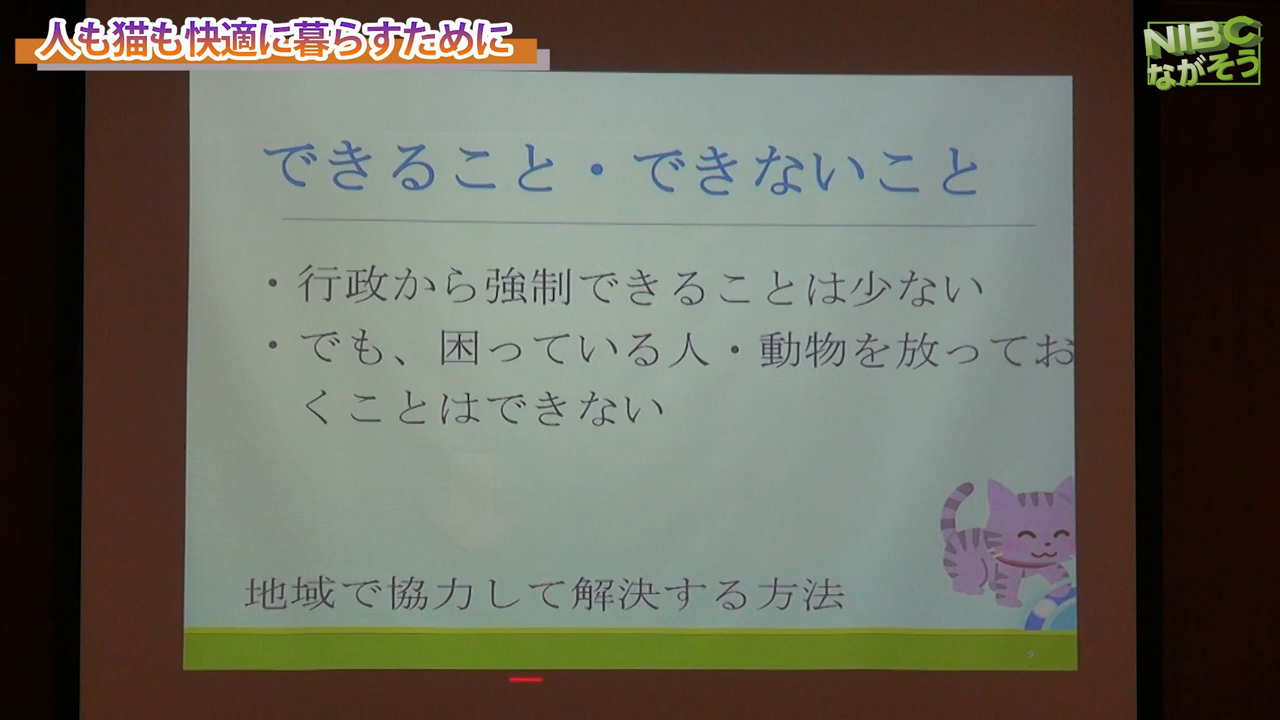 人も猫も快適に暮らすために
NIBC
ながそう
できること・できないこと
・行政から強制できることは少ない
・でも、困っている人・動物を放ってお
くことはできない
地域で協力して解決する方法